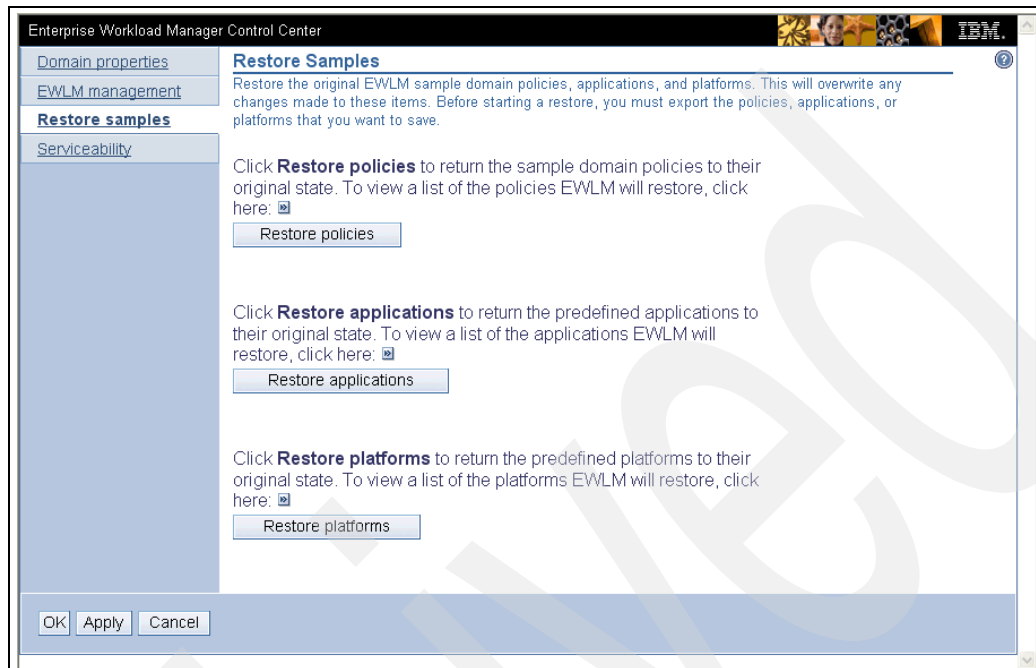 Enterprise Workload Manager Control Center
IBM.
Domain properties
EWLM management
Restore samples
Serviceability
Restore Samples
?
Restore the original EWLM sample domain policies, applications, and platforms. This will overwrite any
changes made to these items. Before starting a restore, you must export the policies, applications, or
platforms that you want to save.
Click Restore policies to return the sample domain policies to their
original state. To view a list of the policies EWLM will restore, click
here:
Restore policies
Click Restore applications to return the predefined applications to
their original state. To view a list of the applications EWLM will
restore, click here:
Restore applications
Click Restore platforms to return the predefined platforms to their
original state. To view a list of the platforms EWLM will restore, click
here:
Restore platforms
OK Apply Cancel